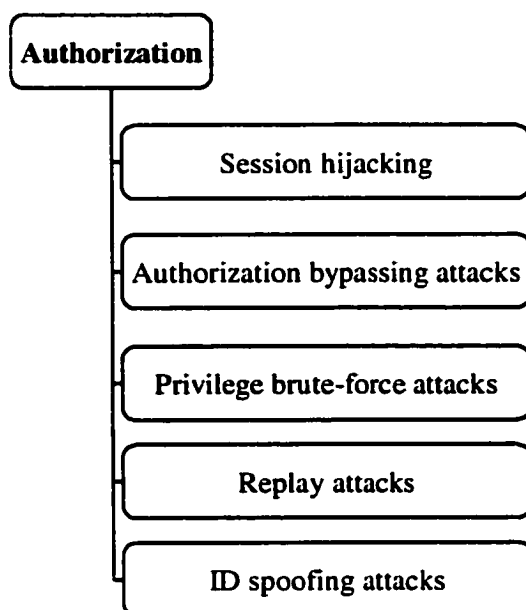 Authorization
Session hijacking
Authorization bypassing attacks
Privilege brute-force attacks
Replay attacks
ID spoofing attacks